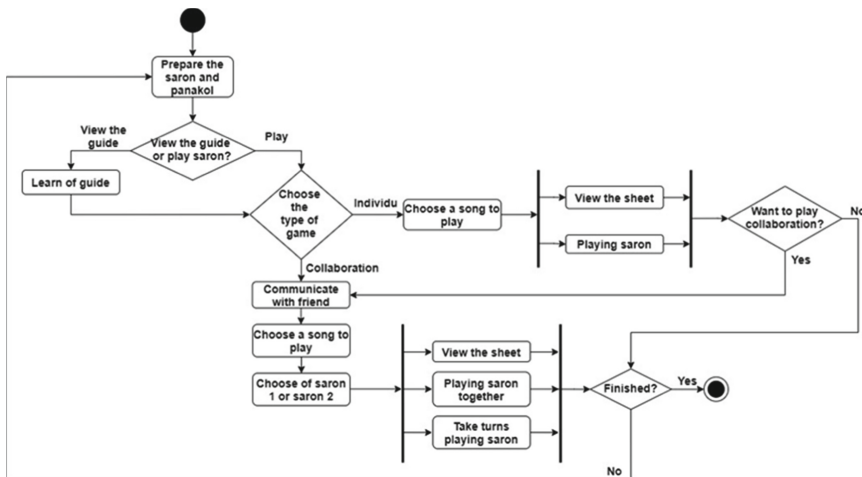 Prepare the
saron and
panakol
View the
guide
View the guide
or play saron?
Play
Learn of guide
Choose
the
type of
game
Individu
Choose a song to
play
View the sheet
Playing saron
Want to play
collaboration?
No
Yes
Collaboration
Communicate
with friend
Choose a song to
play
Choose of saron
1 or saron 2
View the sheet
Playing saron
together
Take turns
playing saron
Finished?
Yes
No